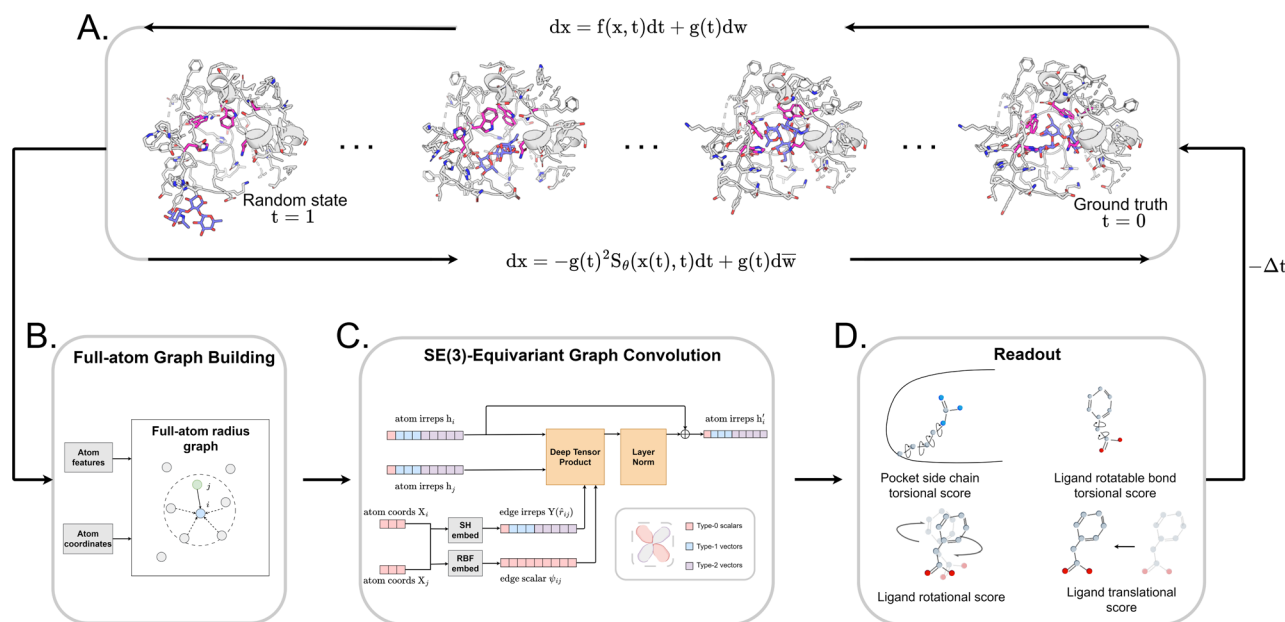 A.
dx = f(x, t)dt + g(t)dw
...
...
...
Random state
t = 1
Ground truth
t = 0
dx = −g(t)²S_θ(x(t), t)dt + g(t)dw̅
−Δt
B.
Full-atom Graph Building
Full-atom radius
graph
Atom
features
j
i
Atom
coordinates
C.
SE(3)-Equivariant Graph Convolution
atom irreps h_i
atom irreps h'_i
Deep Tensor
Product
Layer
Norm
atom irreps h_j
atom coords X_i
SH
embed
edge irreps Y(r̂_ij)
RBF
embed
atom coords X_j
edge scalar ψ_ij
Type-0 scalars
Type-1 vectors
Type-2 vectors
D.
Readout
Pocket side chain
torsional score
Ligand rotatable bond
torsional score
Ligand rotational score
Ligand translational
score